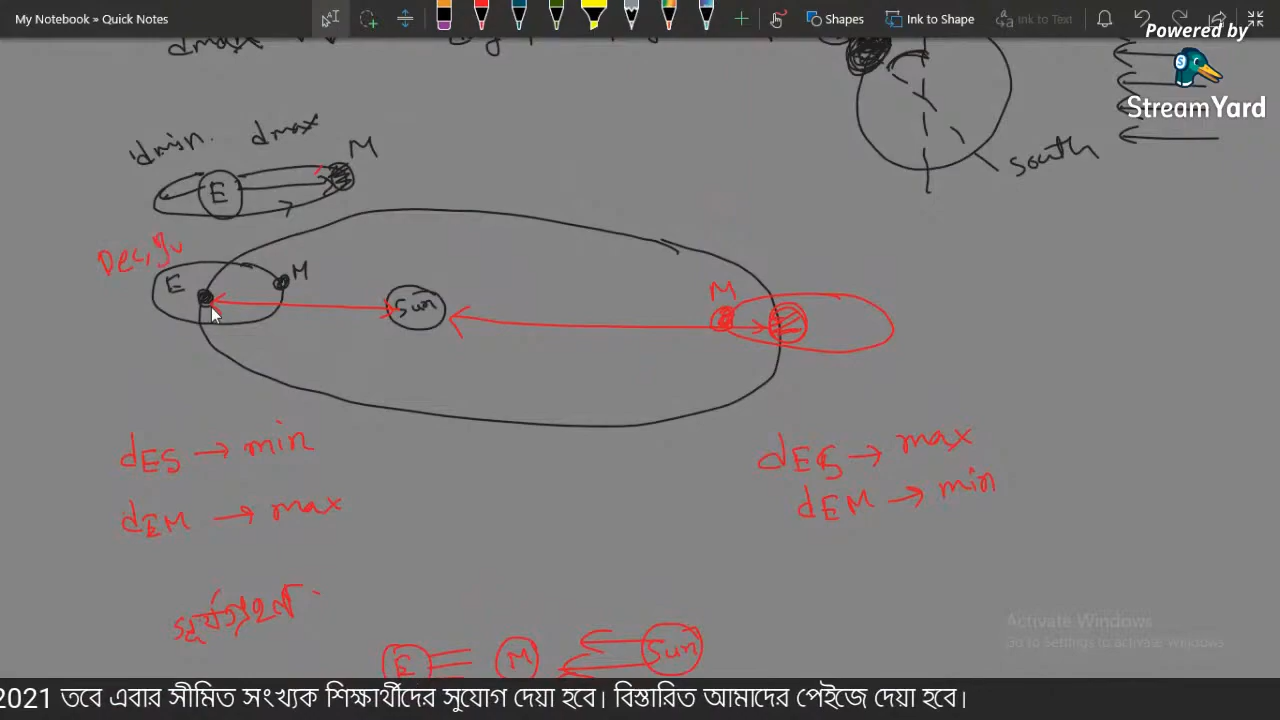 My Notebook » Quick Notes
Shapes
Ink to Shape
Ink to Text
Powered by
StreamYard
dmax
dmin. dmax
M
E
south
Dec, Ju
E
M
Sun
M
dES → min
dEM → max
dES → max
dEM → min
সূর্যগ্রহণ
E
M
Sun
Activate Windows
Go to Settings to activate Windows.
2021 তবে এবার সীমিত সংখ্যক শিক্ষার্থীদের সুযোগ দেয়া হবে। বিস্তারিত আমাদের পেইজে দেয়া হবে।